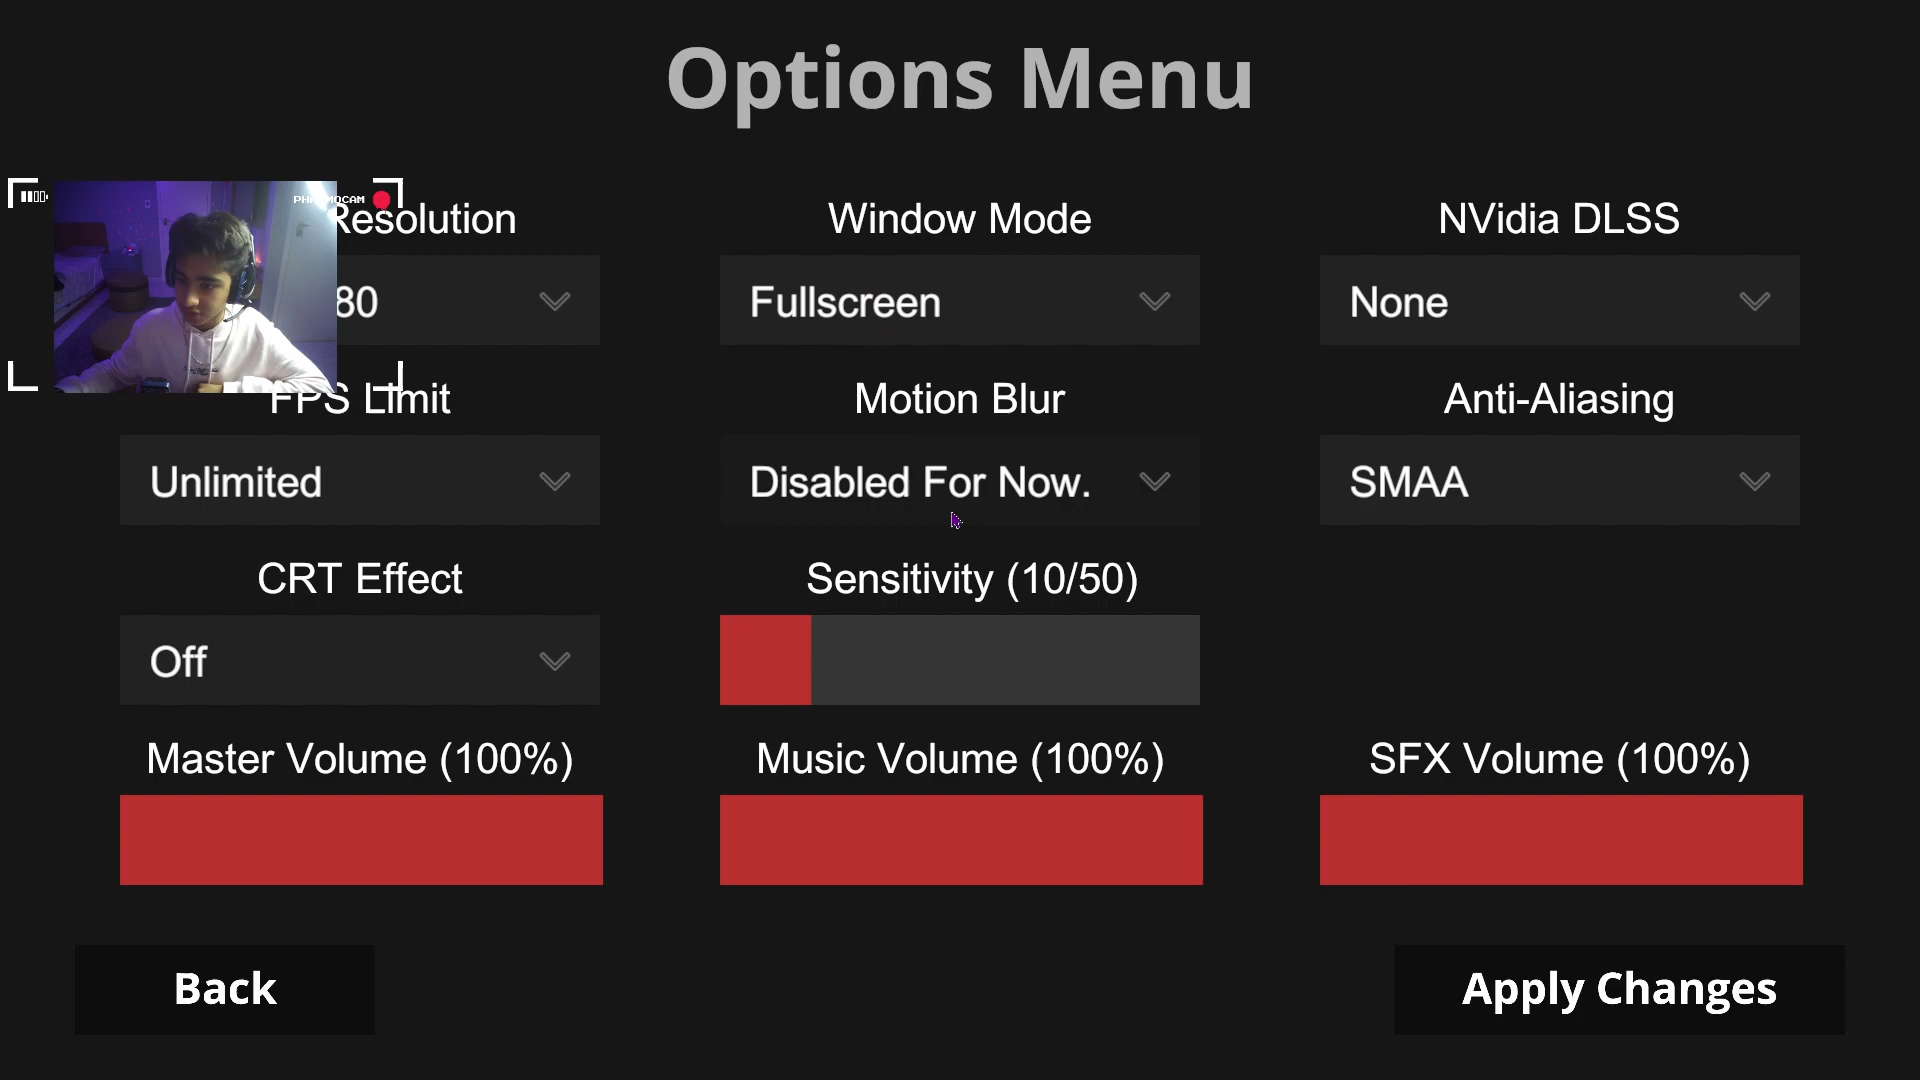 Options Menu
Resolution
Window Mode
NVidia DLSS
80
Fullscreen
None
FPS Limit
Motion Blur
Anti-Aliasing
Unlimited
Disabled For Now.
SMAA
CRT Effect
Sensitivity (10/50)
Off
Master Volume (100%)
Music Volume (100%)
SFX Volume (100%)
Back
Apply Changes